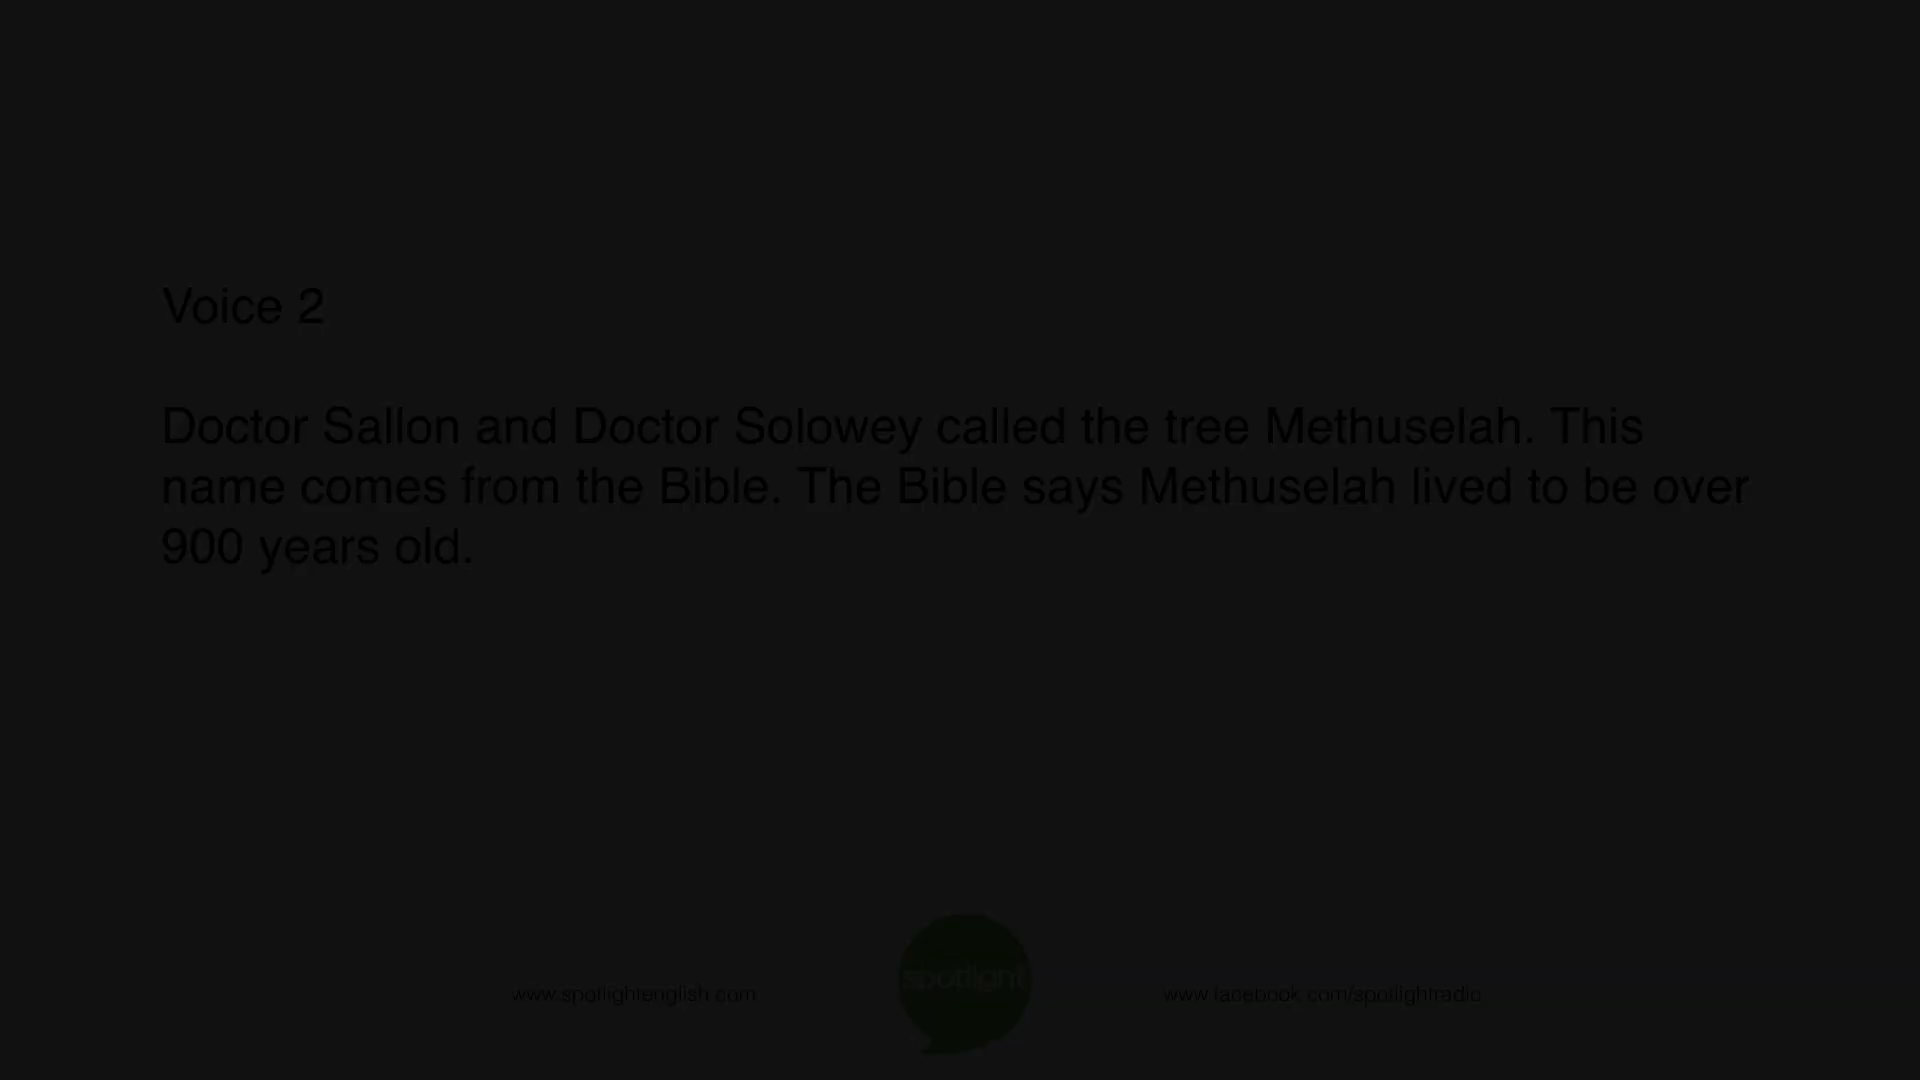 Voice 2
Doctor Sallon and Doctor Solowey called the tree Methuselah. This
name comes from the Bible. The Bible says Methuselah lived to be over
900 years old.
spotlight
www.spotlightenglish.com
www.facebook.com/spotlightradio